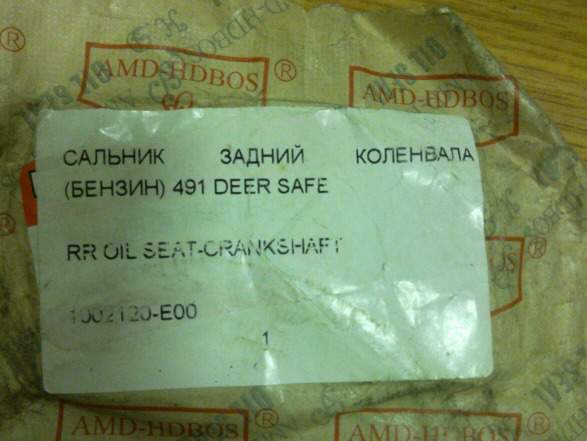 AMD-HDBOS®
AMD-HDBOS
САЛЬНИК ЗАДНИЙ КОЛЕНВАЛА
(БЕНЗИН) 491 DEER SAFE
RR OIL SEAT-CRANKSHAFT
1002120-E00
1
AMD-HDBOS®
AMD-HDBOS